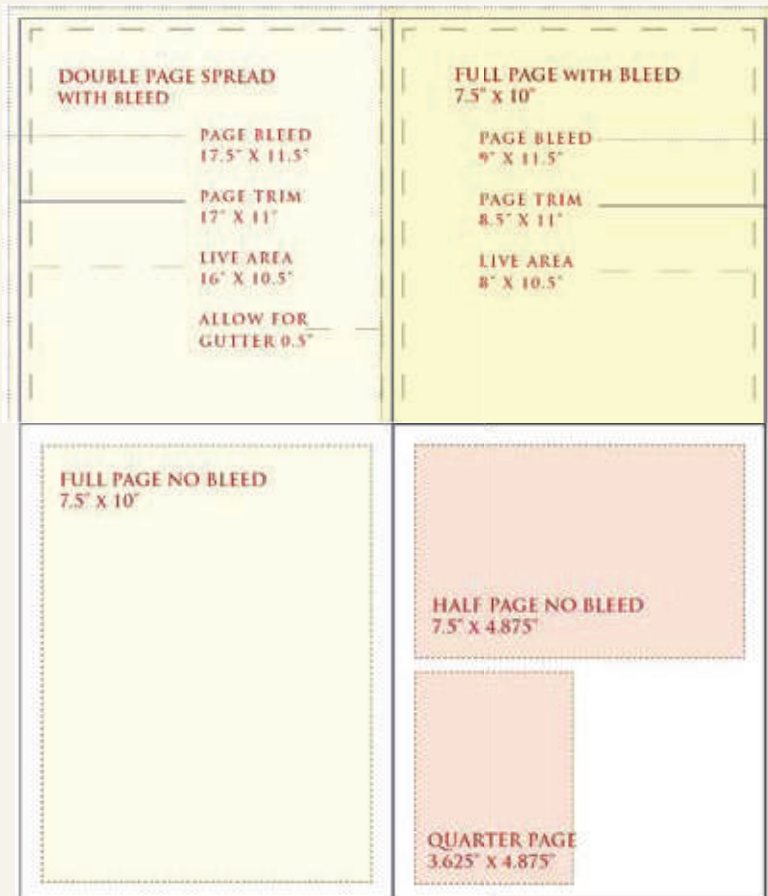 DOUBLE PAGE SPREAD
WITH BLEED
PAGE BLEED
17.5" X 11.5"
PAGE TRIM
17" X 11"
LIVE AREA
16" X 10.5"
ALLOW FOR
GUTTER 0.5"
FULL PAGE WITH BLEED
7.5" X 10"
PAGE BLEED
9" X 11.5"
PAGE TRIM
8.5" X 11"
LIVE AREA
8" X 10.5"
FULL PAGE NO BLEED
7.5" X 10"
HALF PAGE NO BLEED
7.5" X 4.875"
QUARTER PAGE
3.625" X 4.875"